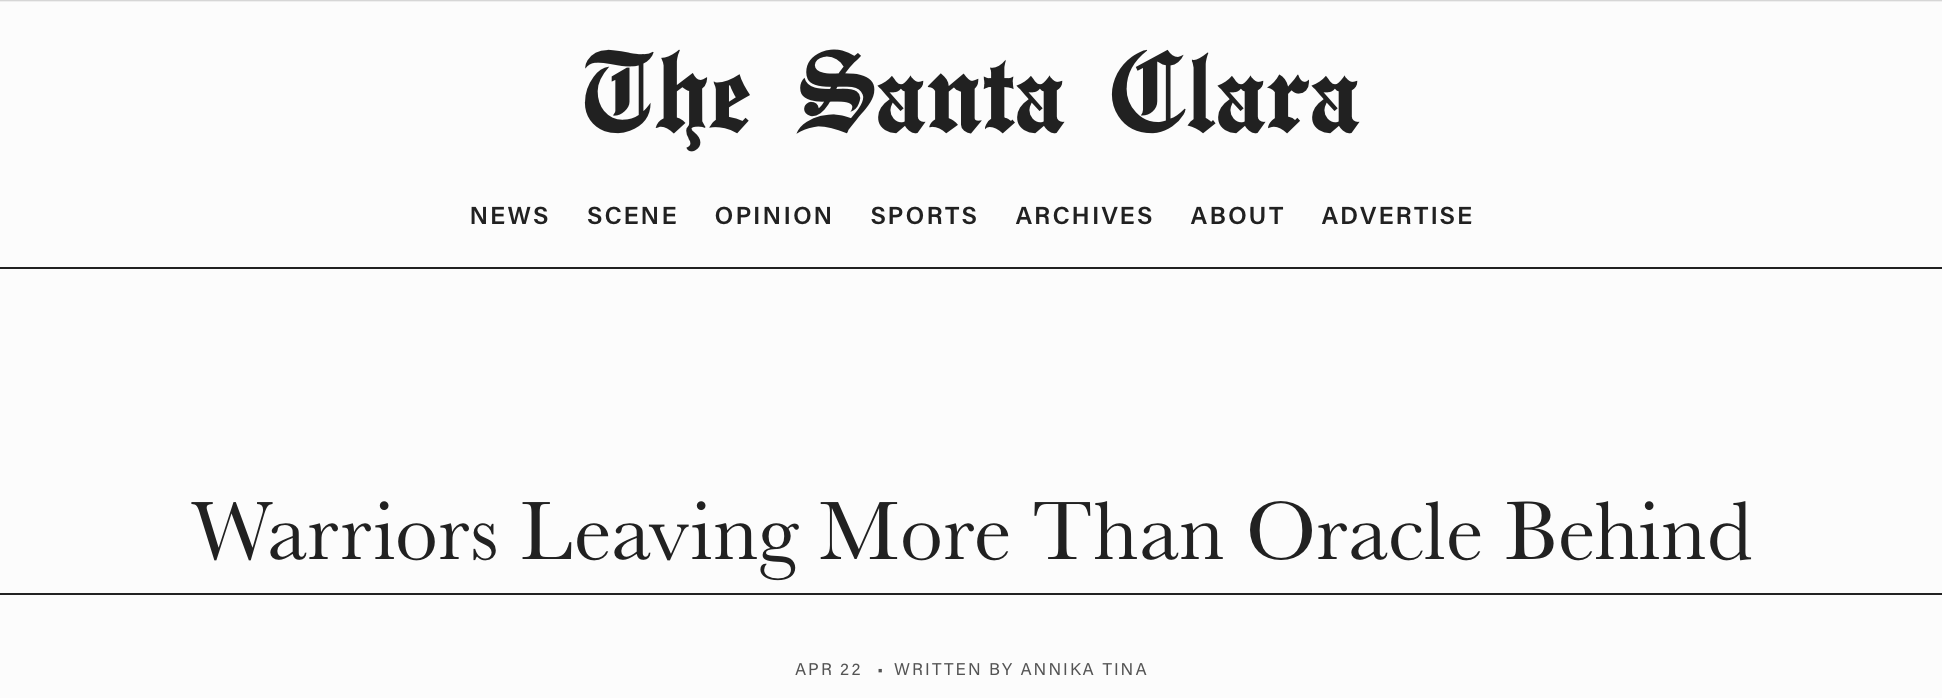 The Santa Clara
NEWS SCENE OPINION SPORTS ARCHIVES ABOUT ADVERTISE
Warriors Leaving More Than Oracle Behind
APR 22 ▪ WRITTEN BY ANNIKA TINA